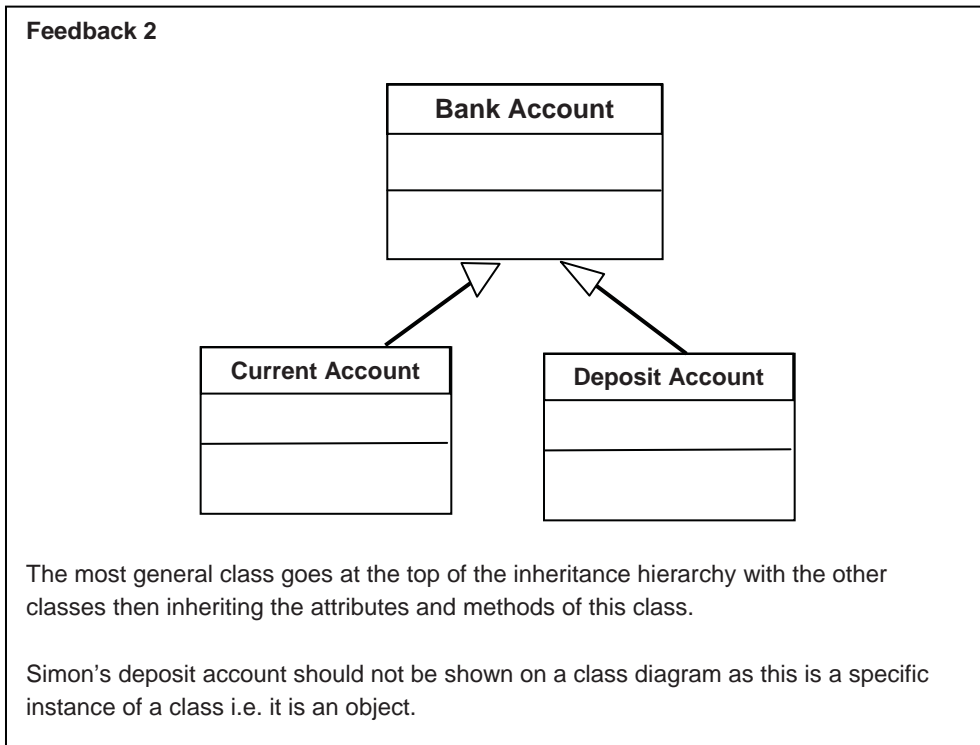 Feedback 2
Bank Account
Current Account
Deposit Account
The most general class goes at the top of the inheritance hierarchy with the other
classes then inheriting the attributes and methods of this class.
Simon’s deposit account should not be shown on a class diagram as this is a specific
instance of a class i.e. it is an object.